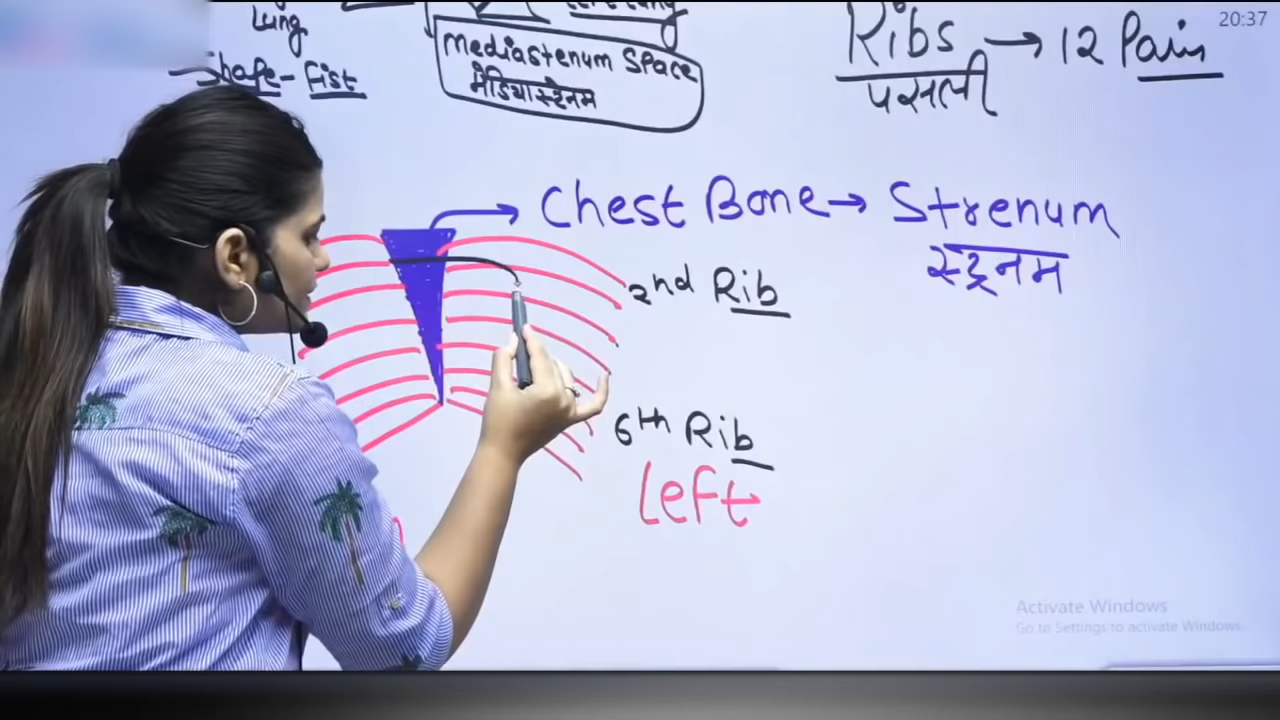 Lung
Shape - Fist
Mediastenum Space
मेडियास्टेनम
Ribs → 12 Pair
पसली
20:37
Chest Bone → Strenum
स्ट्रनम
2nd Rib
6th Rib
Left
Activate Windows
Go to Settings to activate Windows.